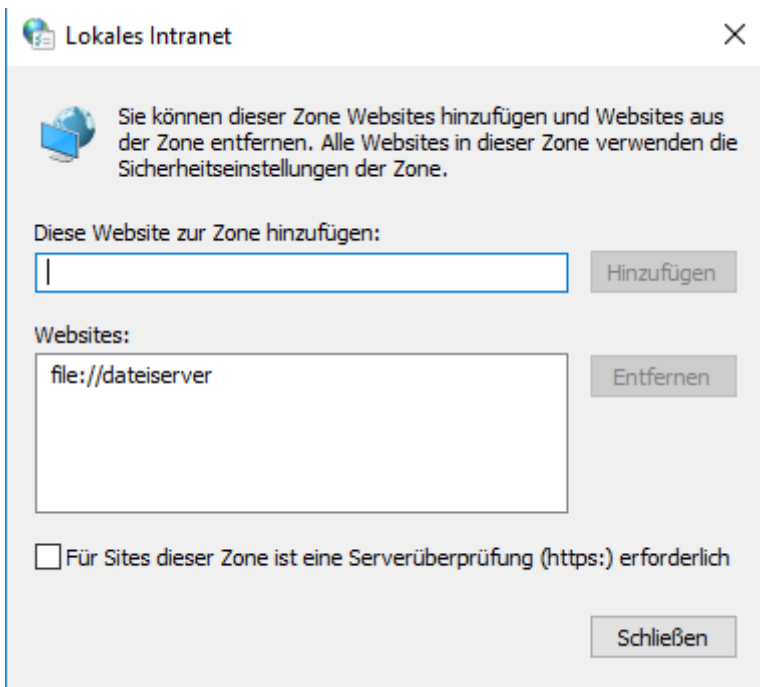 Lokales Intranet
Sie können dieser Zone Websites hinzufügen und Websites aus
der Zone entfernen. Alle Websites in dieser Zone verwenden die
Sicherheitseinstellungen der Zone.
Diese Website zur Zone hinzufügen:
Hinzufügen
Websites:
file://dateiserver
Entfernen
Für Sites dieser Zone ist eine Serverüberprüfung (https:) erforderlich
Schließen